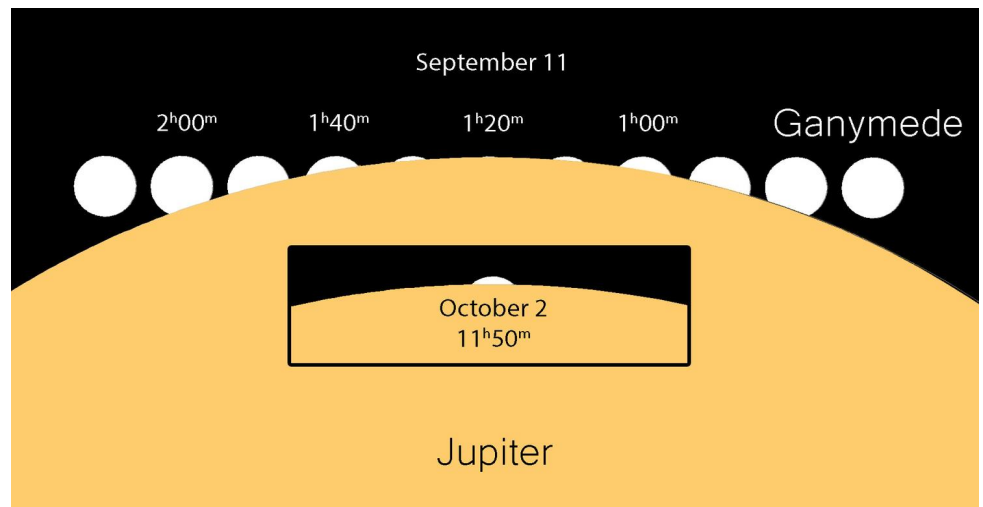 September 11
2ʰ00ᵐ 1ʰ40ᵐ 1ʰ20ᵐ 1ʰ00ᵐ Ganymede
October 2
11ʰ50ᵐ
Jupiter